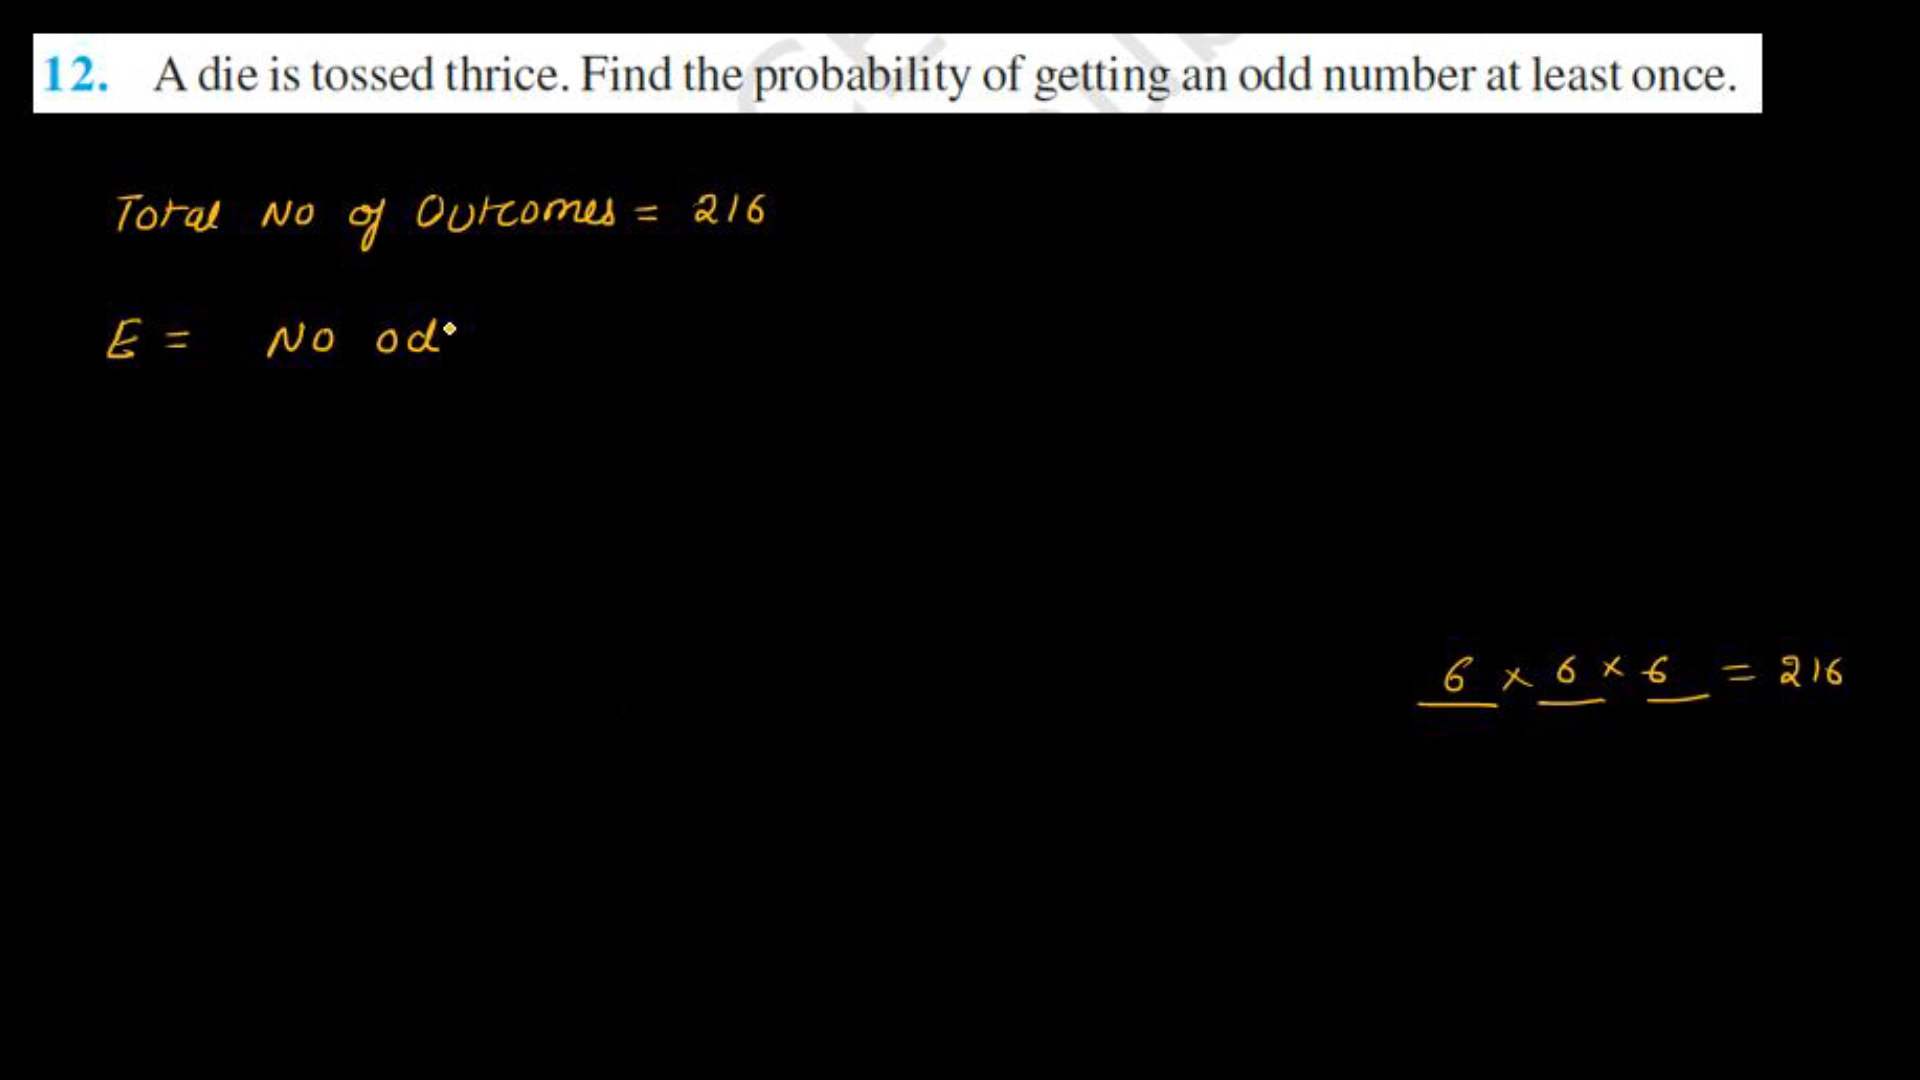 12. A die is tossed thrice. Find the probability of getting an odd number at least once.
Total No of Outcomes = 216
E = No od
6 × 6 × 6 = 216